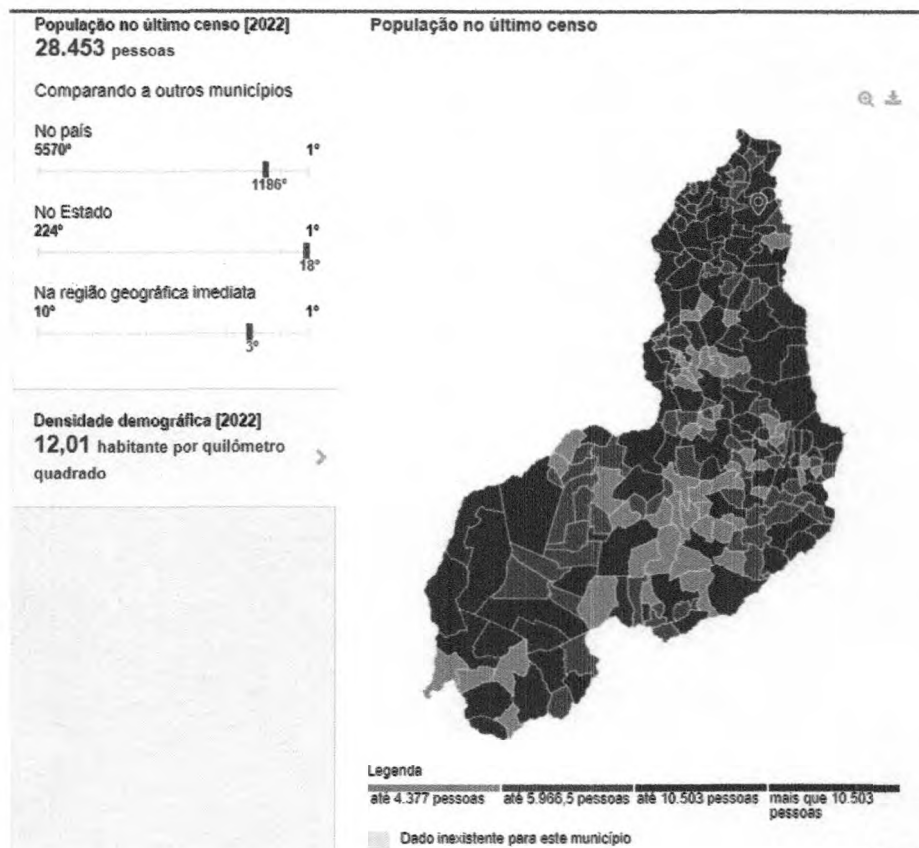 População no último censo [2022]
28.453 pessoas
Comparando a outros municípios
No país
5570º 1º
1186º
No Estado
224º 1º
18º
Na região geográfica imediata
10º 1º
3º
Densidade demográfica [2022]
12,01 habitante por quilômetro
quadrado
População no último censo
Legenda
até 4.377 pessoas até 5.966,5 pessoas até 10.503 pessoas mais que 10.503
pessoas
Dado inexistente para este município